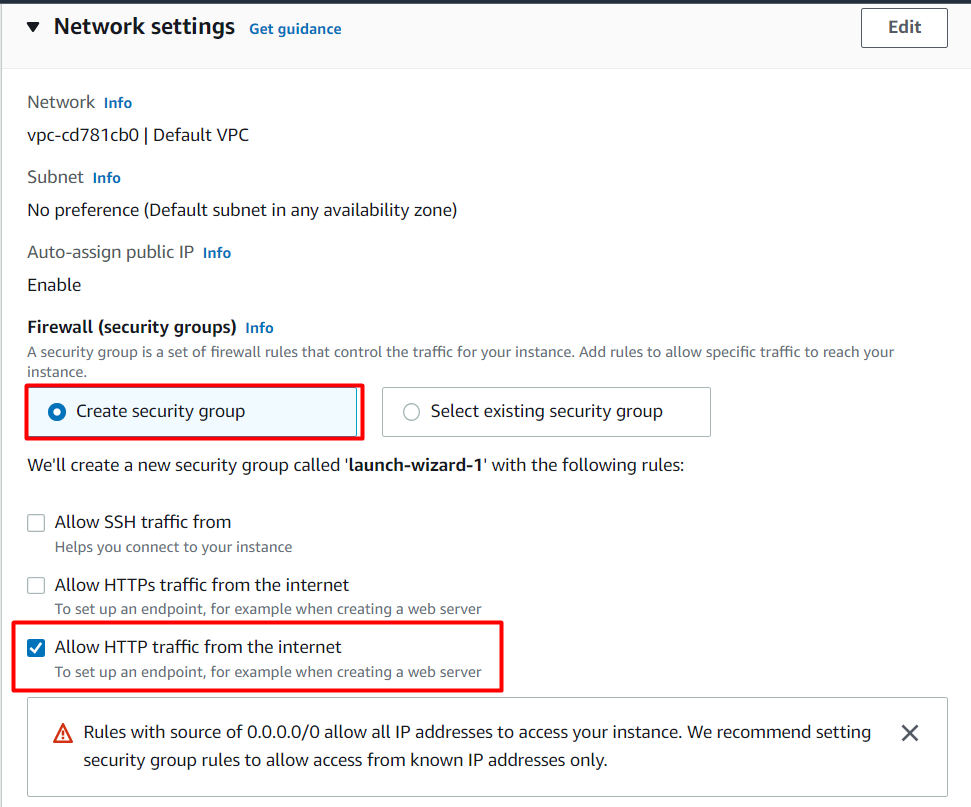 Network settings Get guidance
Edit
Network Info
vpc-cd781cb0 | Default VPC
Subnet Info
No preference (Default subnet in any availability zone)
Auto-assign public IP Info
Enable
Firewall (security groups) Info
A security group is a set of firewall rules that control the traffic for your instance. Add rules to allow specific traffic to reach your
instance.
Create security group
Select existing security group
We'll create a new security group called 'launch-wizard-1' with the following rules:
Allow SSH traffic from
Helps you connect to your instance
Allow HTTPs traffic from the internet
To set up an endpoint, for example when creating a web server
Allow HTTP traffic from the internet
To set up an endpoint, for example when creating a web server
Rules with source of 0.0.0.0/0 allow all IP addresses to access your instance. We recommend setting
security group rules to allow access from known IP addresses only.